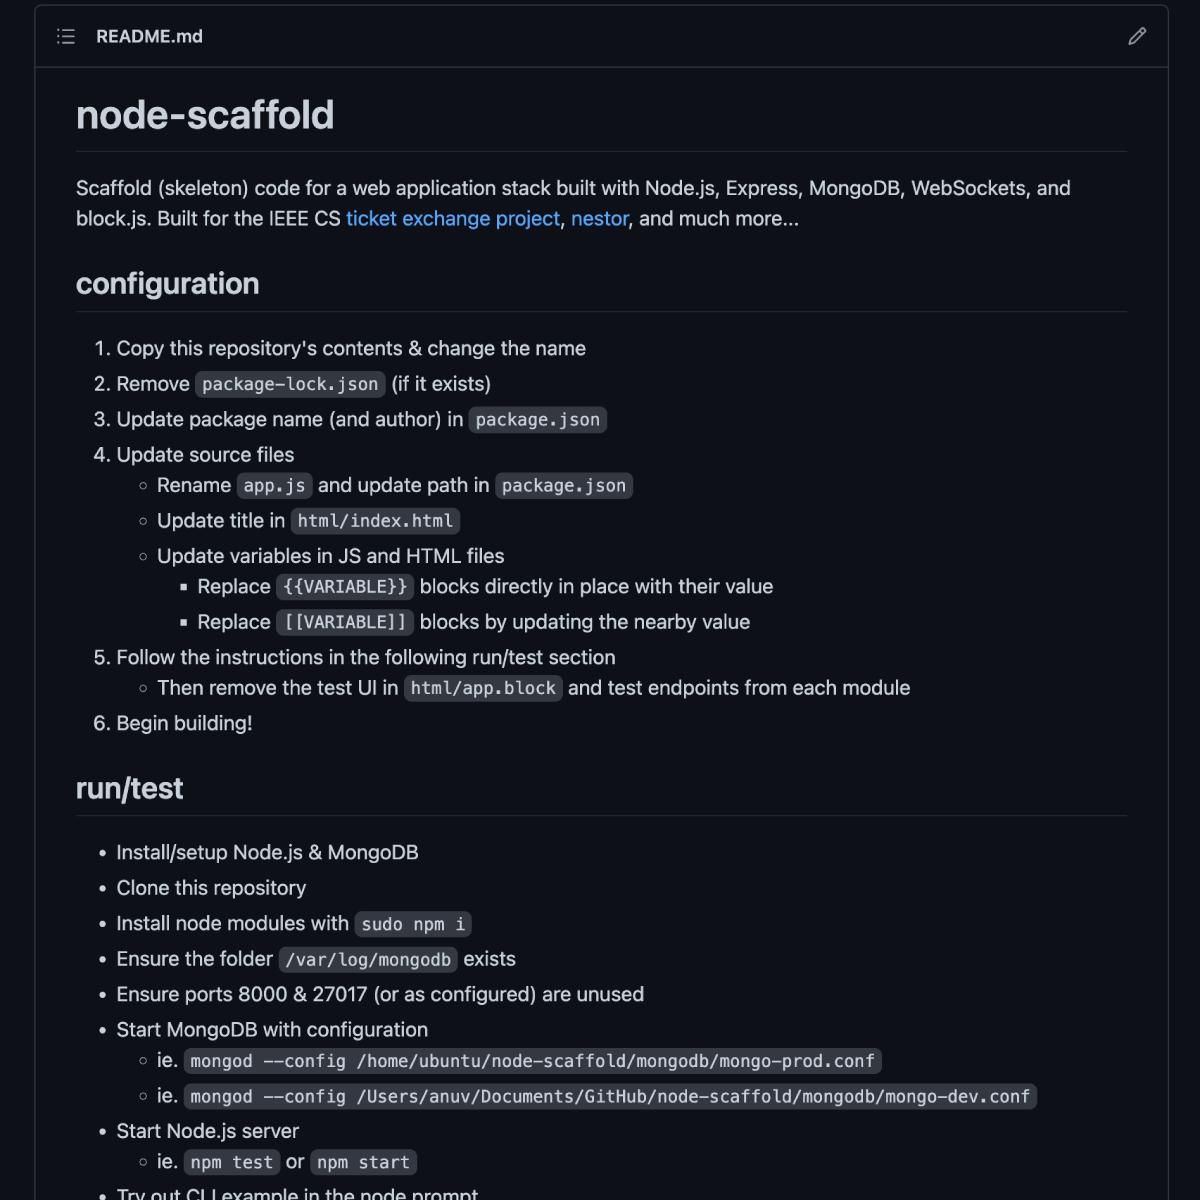 README.md
node-scaffold
Scaffold (skeleton) code for a web application stack built with Node.js, Express, MongoDB, WebSockets, and
block.js. Built for the IEEE CS ticket exchange project, nestor, and much more...
configuration
1. Copy this repository's contents & change the name
2. Remove package-lock.json (if it exists)
3. Update package name (and author) in package.json
4. Update source files
Rename app.js and update path in package.json
Update title in html/index.html
Update variables in JS and HTML files
Replace {{VARIABLE}} blocks directly in place with their value
Replace [[VARIABLE]] blocks by updating the nearby value
5. Follow the instructions in the following run/test section
Then remove the test UI in html/app.block and test endpoints from each module
6. Begin building!
run/test
Install/setup Node.js & MongoDB
Clone this repository
Install node modules with sudo npm i
Ensure the folder /var/log/mongodb exists
Ensure ports 8000 & 27017 (or as configured) are unused
Start MongoDB with configuration
ie. mongod --config /home/ubuntu/node-scaffold/mongodb/mongo-prod.conf
ie. mongod --config /Users/anuv/Documents/GitHub/node-scaffold/mongodb/mongo-dev.conf
Start Node.js server
ie. npm test or npm start
Try out CLI example in the node prompt